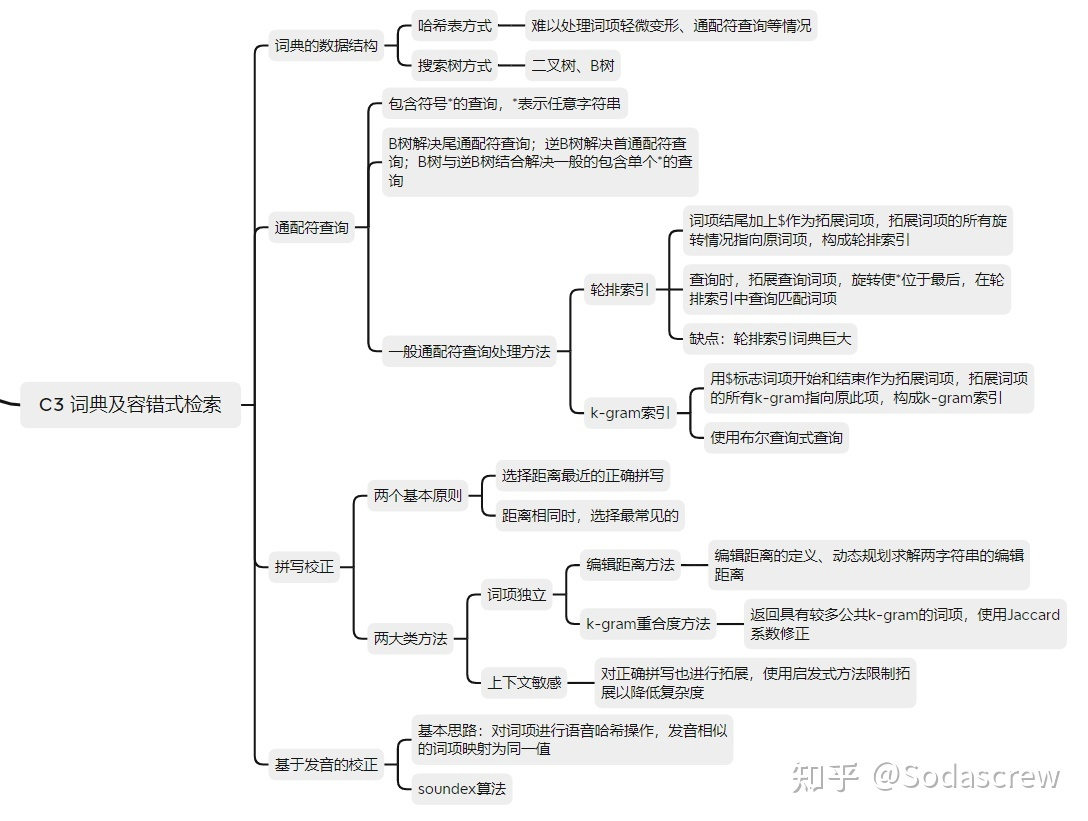 C3 词典及容错式检索
词典的数据结构
哈希表方式
难以处理词项轻微变形、通配符查询等情况
搜索树方式
二叉树、B树
通配符查询
包含符号*的查询，*表示任意字符串
B树解决尾通配符查询；逆B树解决首通配符查
询；B树与逆B树结合解决一般的包含单个*的查
询
一般通配符查询处理方法
轮排索引
词项结尾加上$作为拓展词项，拓展词项的所有旋
转情况指向原词项，构成轮排索引
查询时，拓展查询词项，旋转使*位于最后，在轮
排索引中查询匹配词项
缺点：轮排索引词典巨大
k-gram索引
用$标志词项开始和结束作为拓展词项，拓展词项
的所有k-gram指向原此项，构成k-gram索引
使用布尔查询式查询
拼写校正
两个基本原则
选择距离最近的正确拼写
距离相同时，选择最常见的
两大类方法
词项独立
编辑距离方法
编辑距离的定义、动态规划求解两字符串的编辑
距离
k-gram重合度方法
返回具有较多公共k-gram的词项，使用Jaccard
系数修正
上下文敏感
对正确拼写也进行拓展，使用启发式方法限制拓
展以降低复杂度
基于发音的校正
基本思路：对词项进行语音哈希操作，发音相似
的词项映射为同一值
soundex算法
知乎 @Sodascrew